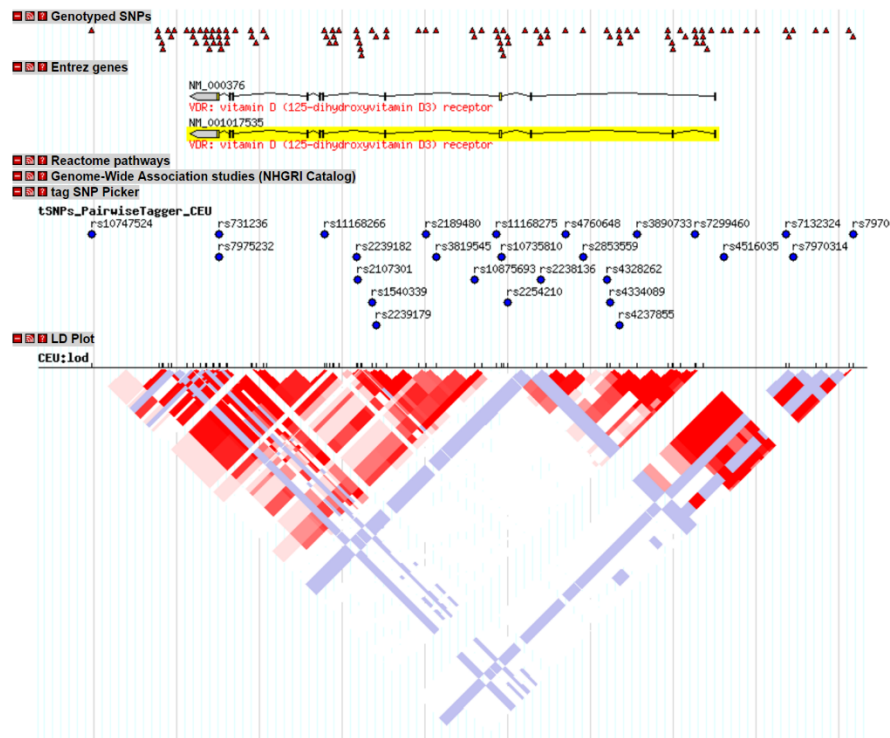 Genotyped SNPs
Entrez genes
NM_000376
VDR: vitamin D (125-dihydroxyvitamin D3) receptor
NM_001017535
VDR: vitamin D (125-dihydroxyvitamin D3) receptor
Reactome pathways
Genome-Wide Association studies (NHGRI Catalog)
tag SNP Picker
tSNPs_PairwiseTagger_CEU
rs10747524 rs731236 rs11168266 rs2189480 rs11168275 rs4760648 rs3890733 rs7299460 rs7132324 rs7970
rs7975232 rs2239182 rs3819545 rs10735810 rs2853559 rs4516035 rs7970314
rs2107301 rs10875693 rs2238136 rs4328262
rs1540339 rs2254210 rs4334089
rs2239179 rs4237855
LD Plot
CEU:lod